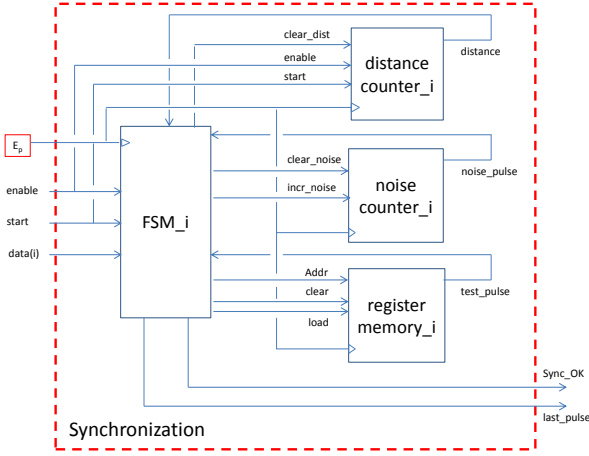 clear_dist
enable
start
distance
counter_i
distance
Ep
enable
start
data(i)
FSM_i
clear_noise
incr_noise
noise
counter_i
noise_pulse
Addr
clear
load
register
memory_i
test_pulse
Sync_OK
last_pulse
Synchronization